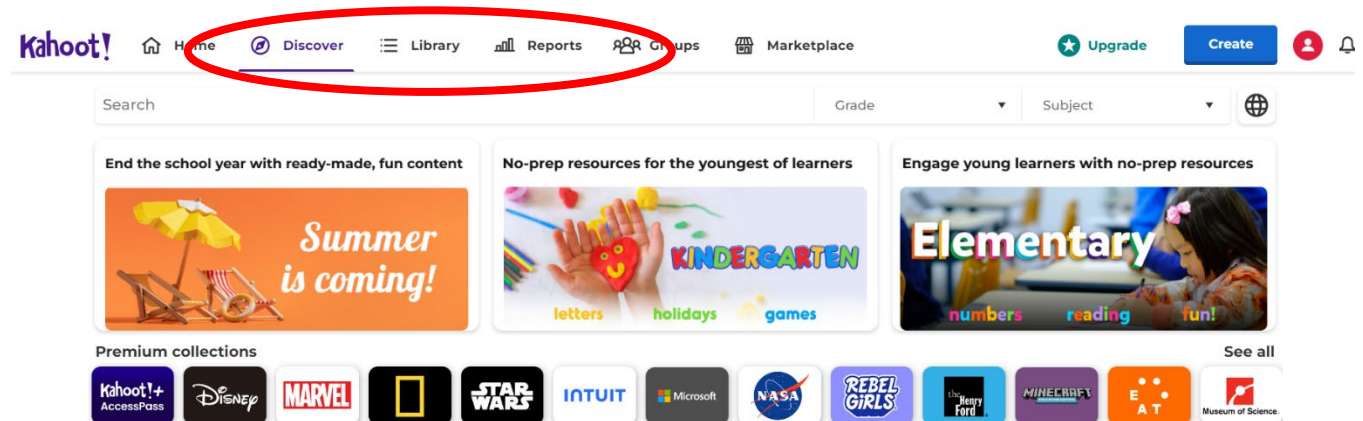 Kahoot! Home Discover Library Reports Groups Marketplace Upgrade Create
Search Grade Subject
End the school year with ready-made, fun content
No-prep resources for the youngest of learners
Engage young learners with no-prep resources
Summer
is coming!
KINDERGARTEN
letters holidays games
Elementary
numbers reading fun!
Premium collections See all
Kahoot!+
AccessPass
Disney
MARVEL
STAR
WARS
INTUIT
Microsoft
NASA
REBEL
GIRLS
the
Henry
Ford
MINECRAFT
E
A T
Museum of Science.